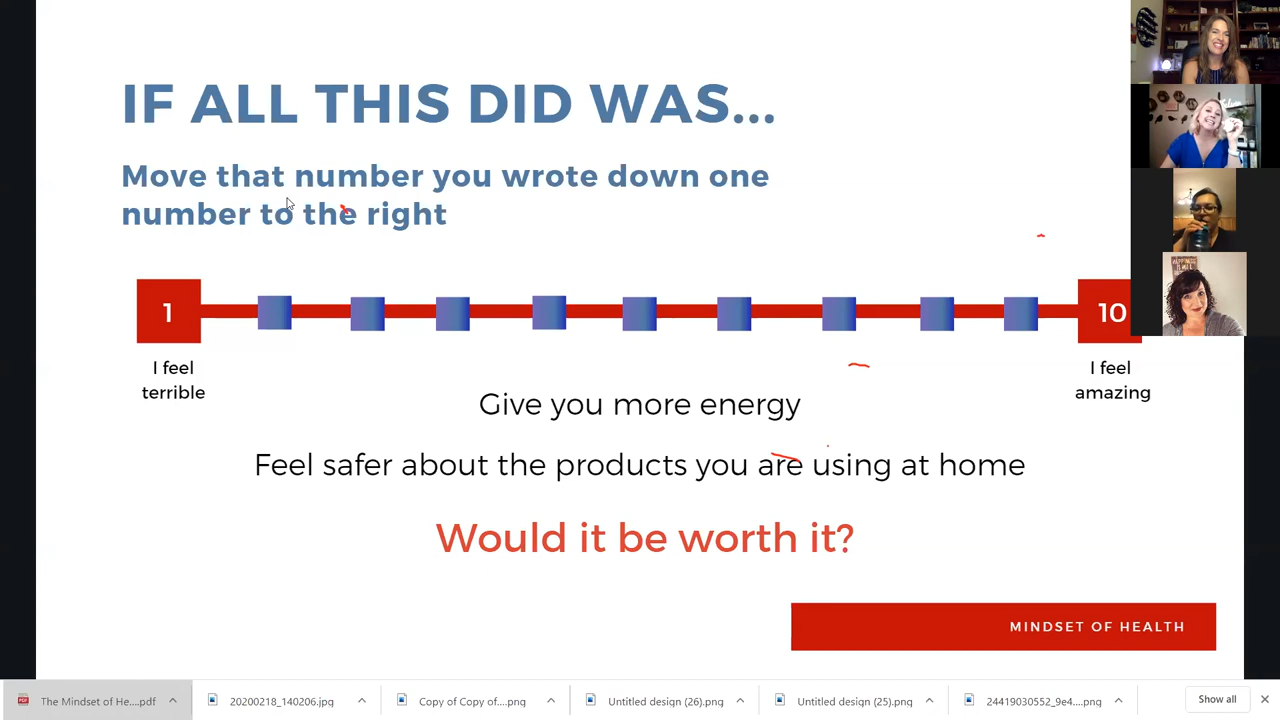 IF ALL THIS DID WAS...
Move that number you wrote down one
number to the right
1
10
I feel
terrible
I feel
amazing
Give you more energy
Feel safer about the products you are using at home
Would it be worth it?
MINDSET OF HEALTH
The Mindset of He....pdf
20200218_140206.jpg
Copy of Copy of....png
Untitled design (26).png
Untitled design (25).png
24419030552_9e4....png
Show all